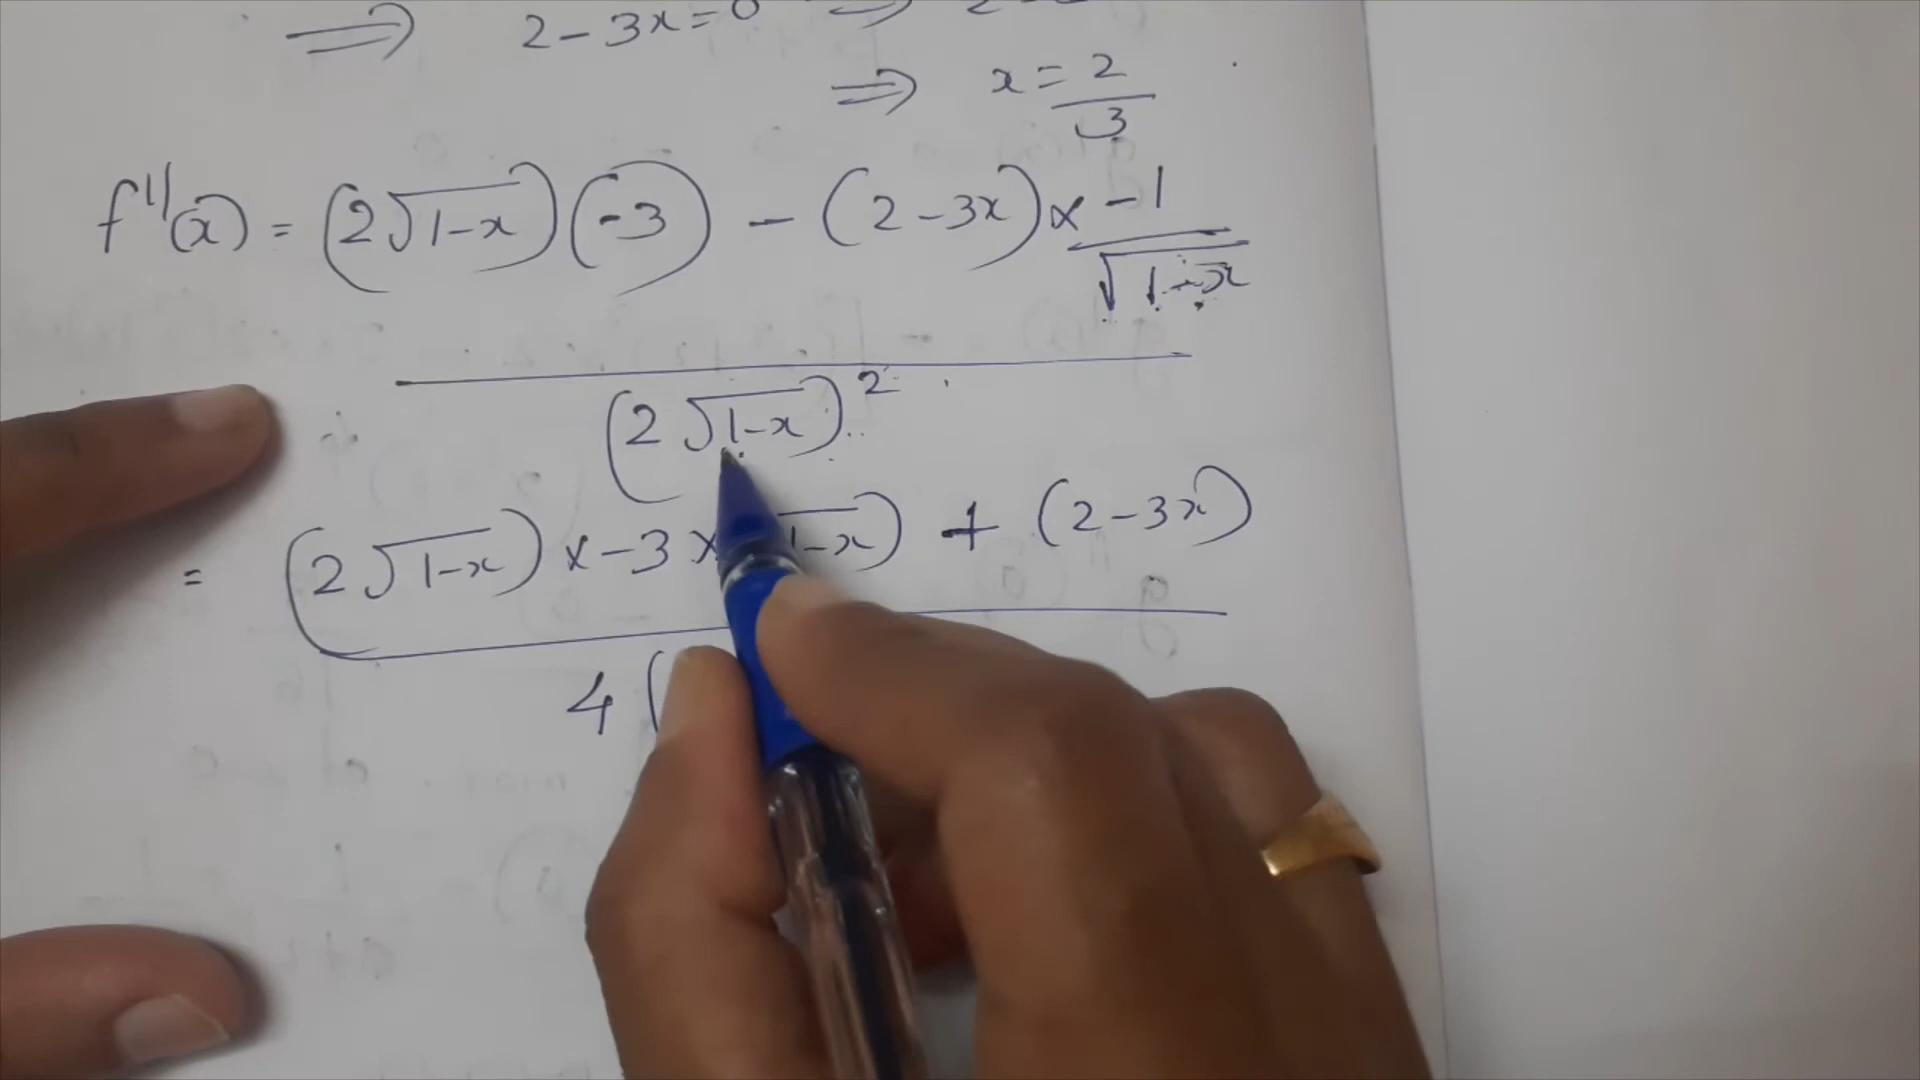 ⟹ 2 - 3x = 0 ⟹ 2
⟹ x = 2/3
f''(x) = (2√(1-x))(-3) - (2-3x) x -1/√(1-x)
(2√(1-x))²
= (2√(1-x)) x -3 x 1-x) + (2-3x)
4 (